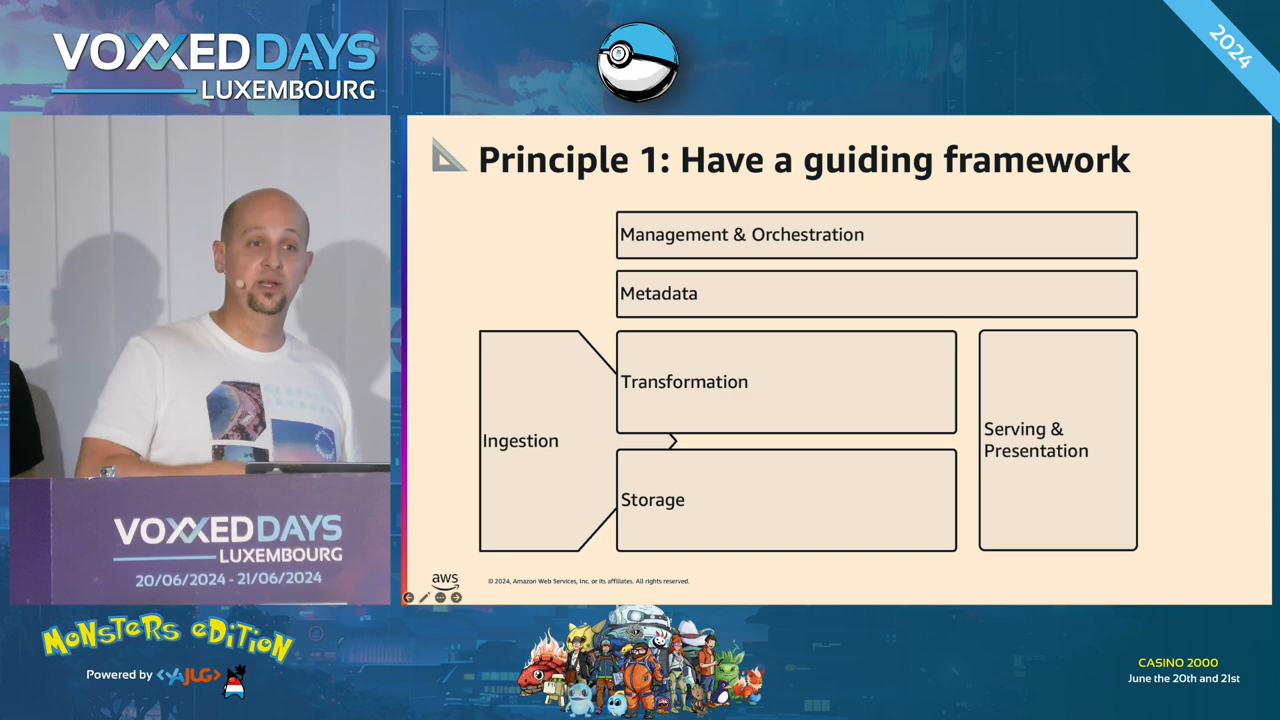 VOXXEDDAYS
LUXEMBOURG
2024
Principle 1: Have a guiding framework
Management & Orchestration
Metadata
Transformation
Ingestion
Serving &
Presentation
Storage
aws
© 2024, Amazon Web Services, Inc. or its affiliates. All rights reserved.
VOXXEDDAYS
LUXEMBOURG
20/06/2024 - 21/06/2024
MONSTERS EDITION
Powered by <YAJUG>
CASINO 2000
June the 20th and 21st